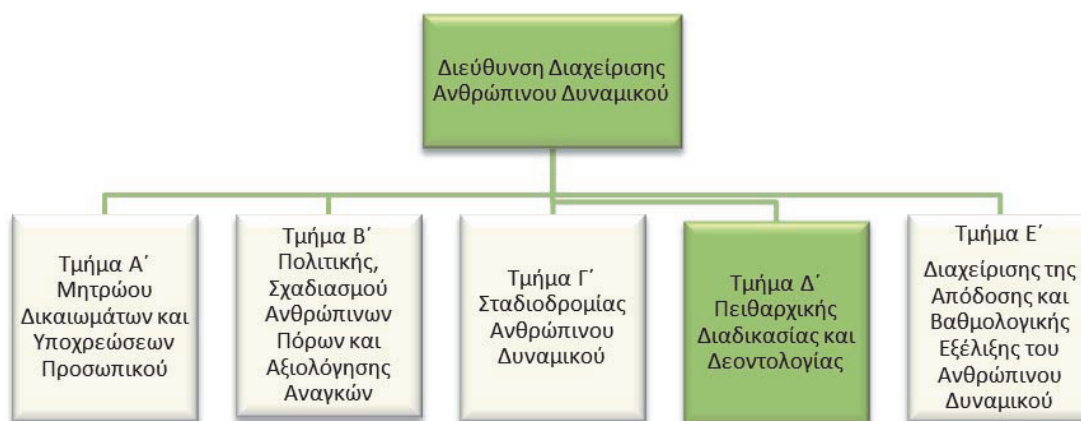 Διεύθυνση Διαχείρισης
Ανθρώπινου Δυναμικού
Τμήμα Α΄
Μητρώου
Δικαιωμάτων και
Υποχρεώσεων
Προσωπικού
Τμήμα Β΄
Πολιτικής,
Σχαδιασμού
Ανθρώπινων
Πόρων και
Αξιολόγησης
Αναγκών
Τμήμα Γ΄
Σταδιοδρομίας
Ανθρώπινου
Δυναμικού
Τμήμα Δ΄
Πειθαρχικής
Διαδικασίας και
Δεοντολογίας
Τμήμα Ε΄
Διαχείρισης της
Απόδοσης και
Βαθμολογικής
Εξέλιξης του
Ανθρώπινου
Δυναμικού